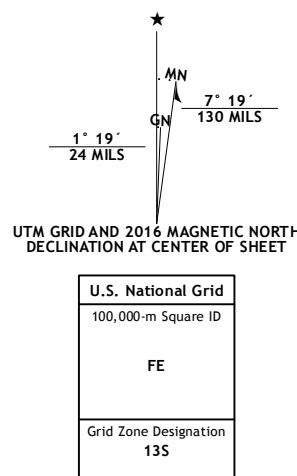 ★
MN
7° 19´
130 MILS
GN
1° 19´
24 MILS
UTM GRID AND 2016 MAGNETIC NORTH
DECLINATION AT CENTER OF SHEET
U.S. National Grid
100,000-m Square ID
FE
Grid Zone Designation
13S